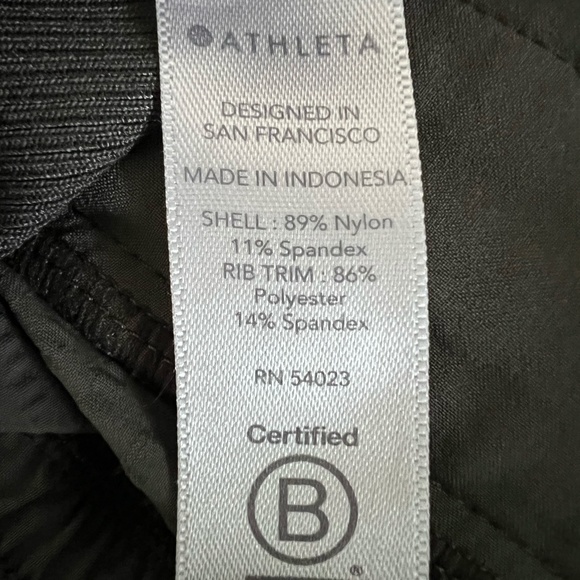 ATHLETA
DESIGNED IN
SAN FRANCISCO
MADE IN INDONESIA
SHELL : 89% Nylon
11% Spandex
RIB TRIM : 86%
Polyester
14% Spandex
RN 54023
Certified
B
®